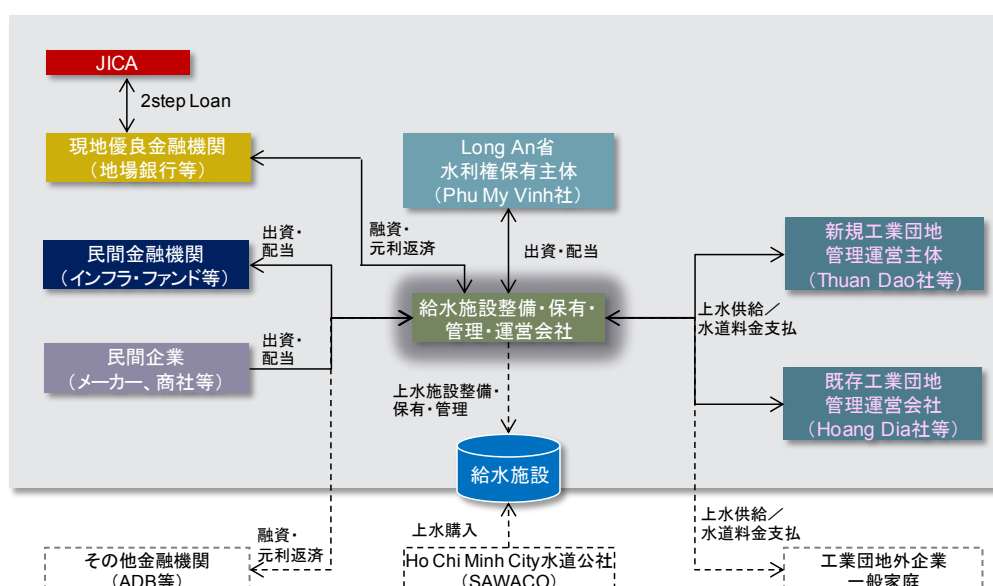 JICA
2step Loan
現地優良金融機関
（地場銀行等）
Long An省
水利権保有主体
（Phu My Vinh社）
融資・
元利返済
出資・配当
出資・
配当
民間金融機関
（インフラ・ファンド等）
新規工業団地
管理運営主体
（Thuan Dao社等）
給水施設整備・保有・
管理・運営会社
上水供給／
水道料金支払
出資・
配当
民間企業
（メーカー、商社等）
上水施設整備・
保有・管理
既存工業団地
管理運営会社
（Hoang Dia社等）
給水施設
融資・
元利返済
上水購入
上水供給／
水道料金支払
その他金融機関
（ADB等）
Ho Chi Minh City水道公社
（SAWACO）
工業団地外企業
一般家庭